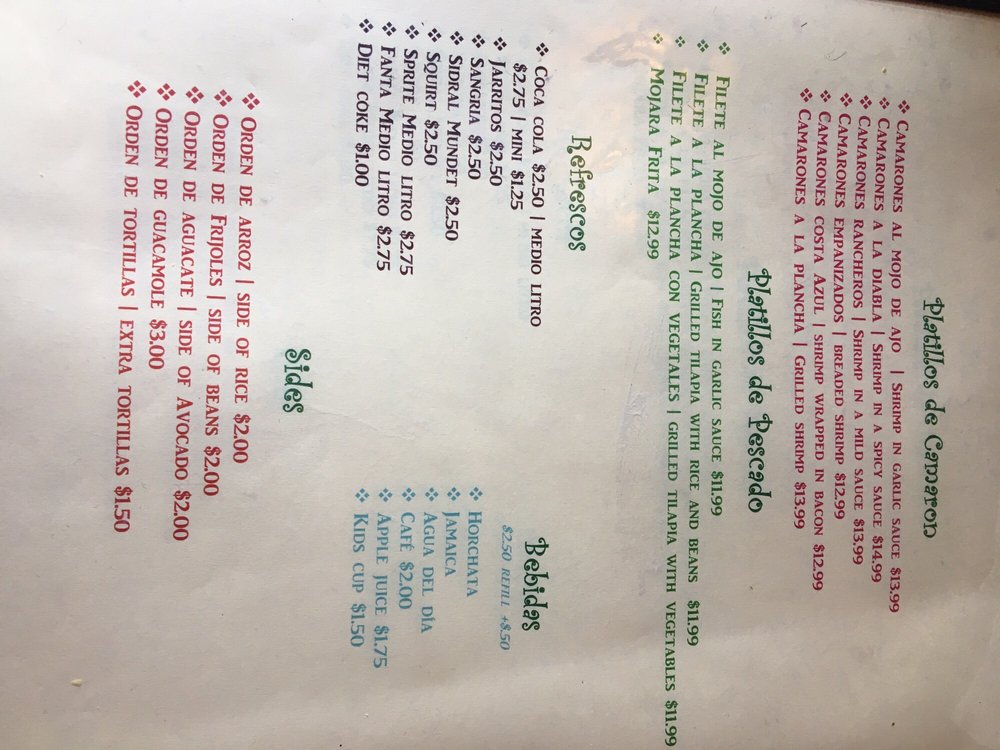 Platillos de Camaron
❖ Camarones al mojo de ajo | Shrimp in garlic sauce $13.99
❖ Camarones a la diabla | Shrimp in a spicy sauce $14.99
❖ Camarones rancheros | Shrimp in a mild sauce $13.99
❖ Camarones empanizados | breaded shrimp $12.99
❖ Camarones costa Azul | shrimp wrapped in bacon $12.99
❖ Camarones a la plancha | Grilled shrimp $13.99
Platillos de Pescado
❖ Filete al mojo de ajo | Fish in garlic sauce $11.99
❖ Filete a la plancha | Grilled tilapia with rice and beans $11.99
❖ Filete a la plancha con vegetales | grilled tilapia with vegetables $11.99
❖ Mojara Frita $12.99
Refrescos
❖ Coca cola $2.50 | medio litro
$2.75 | mini $1.25
❖ Jarritos $2.50
❖ Sangria $2.50
❖ Sidral Mundet $2.50
❖ Squirt $2.50
❖ Sprite Medio litro $2.75
❖ Fanta Medio litro $2.75
❖ Diet coke $1.00
Bebidas
$2.50 refill +$.50
❖ Horchata
❖ Jamaica
❖ Agua del día
❖ Café $2.00
❖ Apple juice $1.75
❖ Kids cup $1.50
Sides
❖ Orden de arroz | side of rice $2.00
❖ Orden de Frijoles | side of beans $2.00
❖ Orden de aguacate | side of Avocado $2.00
❖ Orden de guacamole $3.00
❖ Orden de tortillas | extra tortillas $1.50